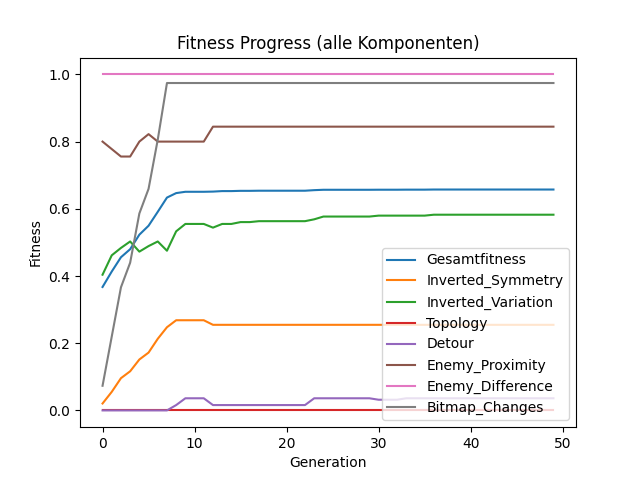 Fitness Progress (alle Komponenten)
1.0
0.8
0.6
0.4
0.2
0.0
Fitness
Gesamtfitness
Inverted_Symmetry
Inverted_Variation
Topology
Detour
Enemy_Proximity
Enemy_Difference
Bitmap_Changes
0 10 20 30 40 50
Generation